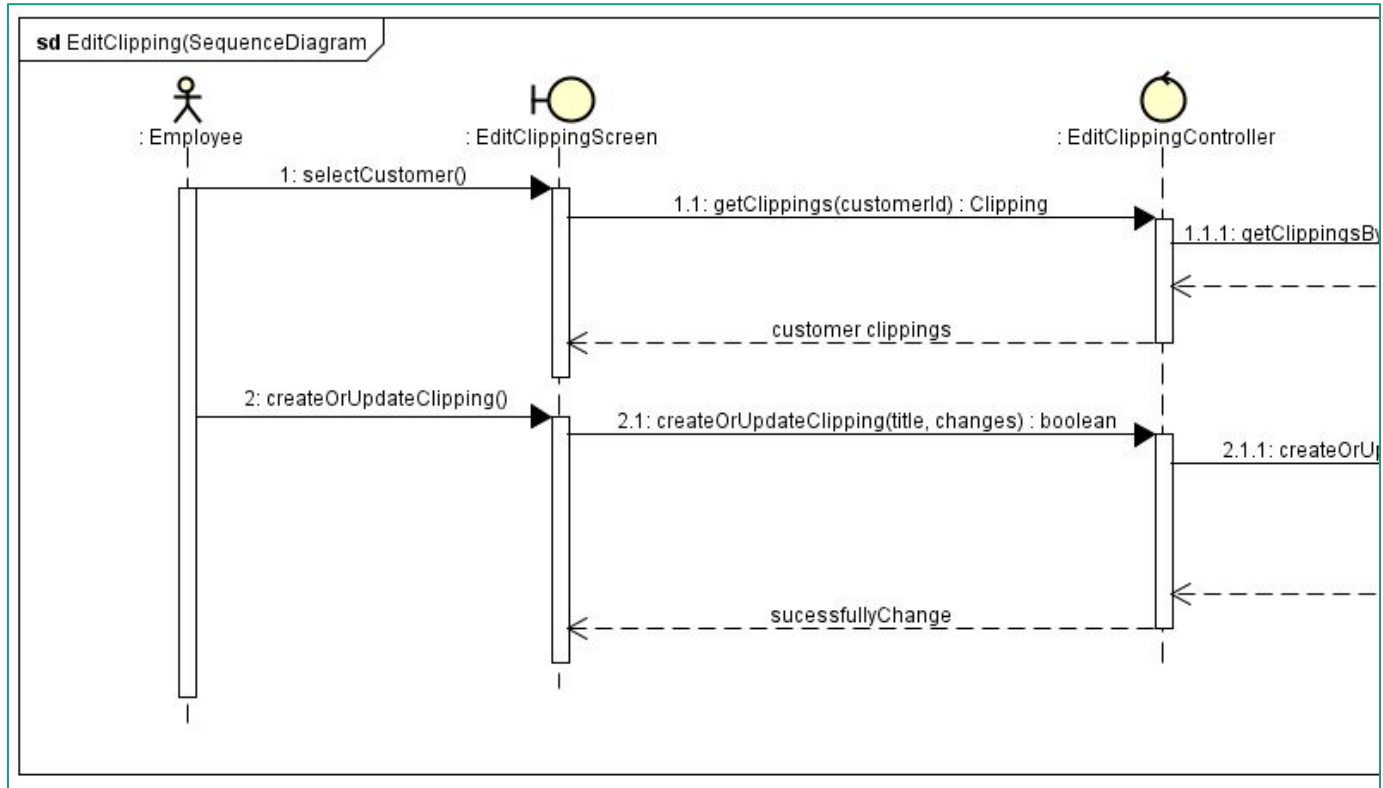 sd EditClipping(SequenceDiagram
: Employee
: EditClippingScreen
: EditClippingController
1: selectCustomer()
1.1: getClippings(customerId) : Clipping
1.1.1: getClippingsBy
customer clippings
2: createOrUpdateClipping()
2.1: createOrUpdateClipping(title, changes) : boolean
2.1.1: createOrUp
sucessfullyChange